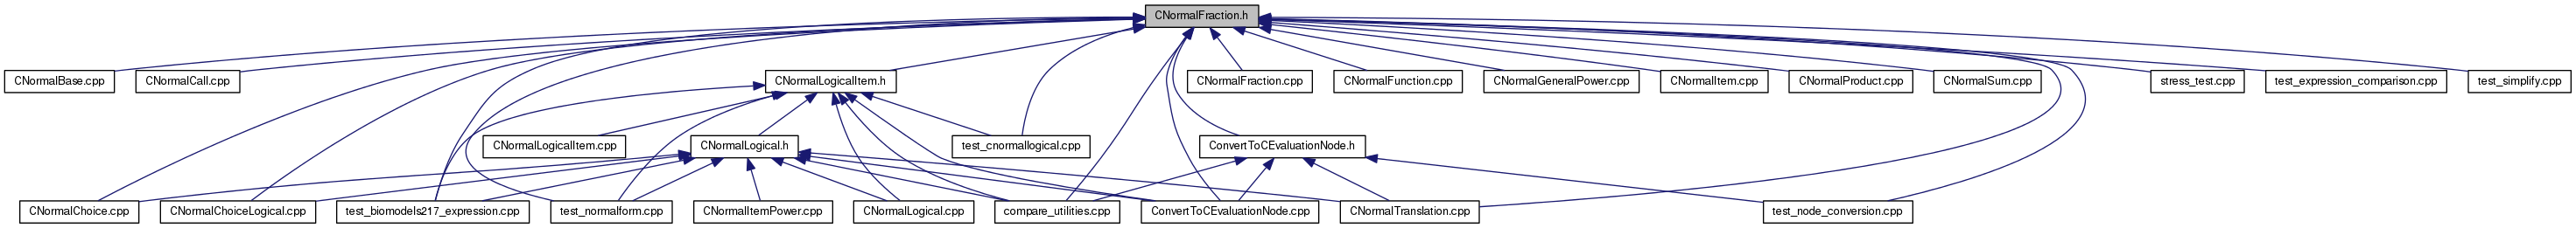 CNormalFraction.h
CNormalBase.cpp
CNormalCall.cpp
CNormalLogicalItem.h
CNormalFraction.cpp
CNormalFunction.cpp
CNormalGeneralPower.cpp
CNormalItem.cpp
CNormalProduct.cpp
CNormalSum.cpp
stress_test.cpp
test_expression_comparison.cpp
test_simplify.cpp
CNormalLogicalItem.cpp
CNormalLogical.h
test_cnormallogical.cpp
ConvertToCEvaluationNode.h
CNormalChoice.cpp
CNormalChoiceLogical.cpp
test_biomodels217_expression.cpp
test_normalform.cpp
CNormalItemPower.cpp
CNormalLogical.cpp
compare_utilities.cpp
ConvertToCEvaluationNode.cpp
CNormalTranslation.cpp
test_node_conversion.cpp